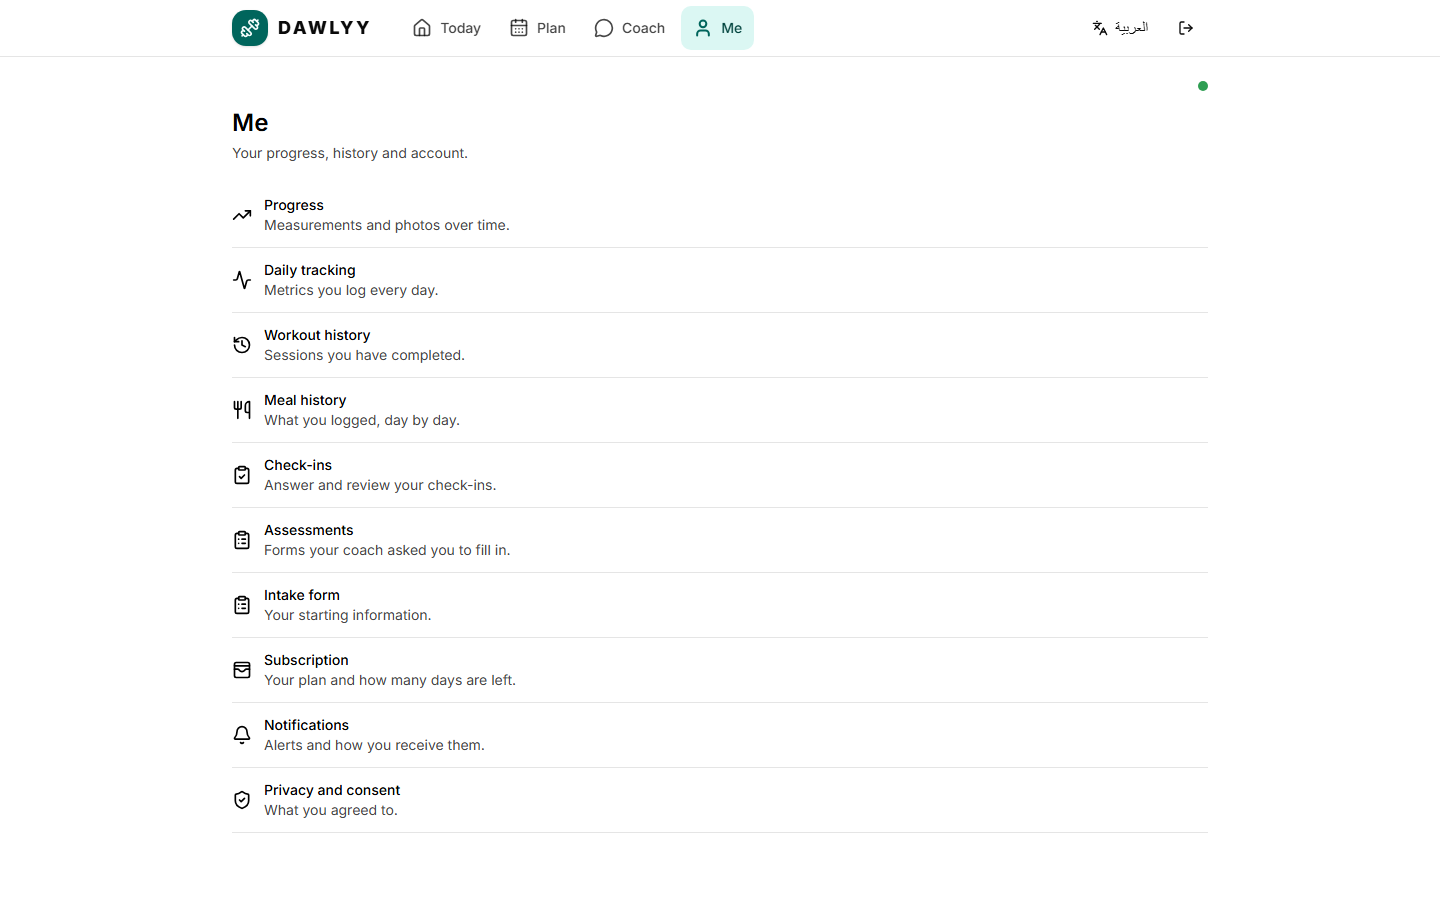 DAWLYY
Today
Plan
Coach
Me
العربية
Me
Your progress, history and account.
Progress
Measurements and photos over time.
Daily tracking
Metrics you log every day.
Workout history
Sessions you have completed.
Meal history
What you logged, day by day.
Check-ins
Answer and review your check-ins.
Assessments
Forms your coach asked you to fill in.
Intake form
Your starting information.
Subscription
Your plan and how many days are left.
Notifications
Alerts and how you receive them.
Privacy and consent
What you agreed to.